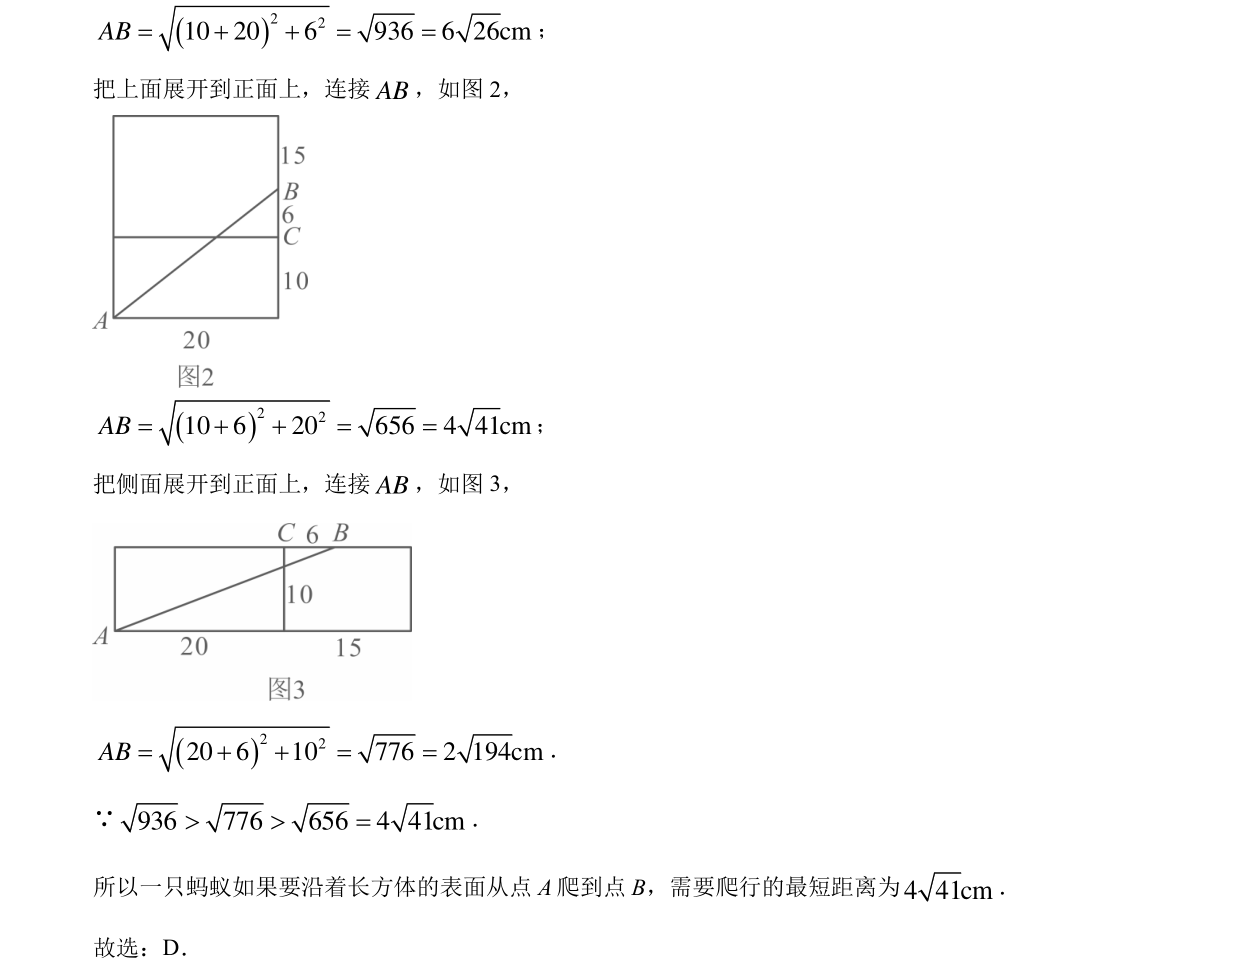 AB = √((10+20)²+6²) = √936 = 6√26cm；
把上面展开到正面上，连接 AB，如图 2，
15
B
6
C
10
A
20
图2
AB = √((10+6)²+20²) = √656 = 4√41cm；
把侧面展开到正面上，连接 AB，如图 3，
C 6 B
10
A
20
15
图3
AB = √((20+6)²+10²) = √776 = 2√194cm．
∵ √936 > √776 > √656 = 4√41cm．
所以一只蚂蚁如果要沿着长方体的表面从点 A 爬到点 B，需要爬行的最短距离为 4√41cm．
故选：D．